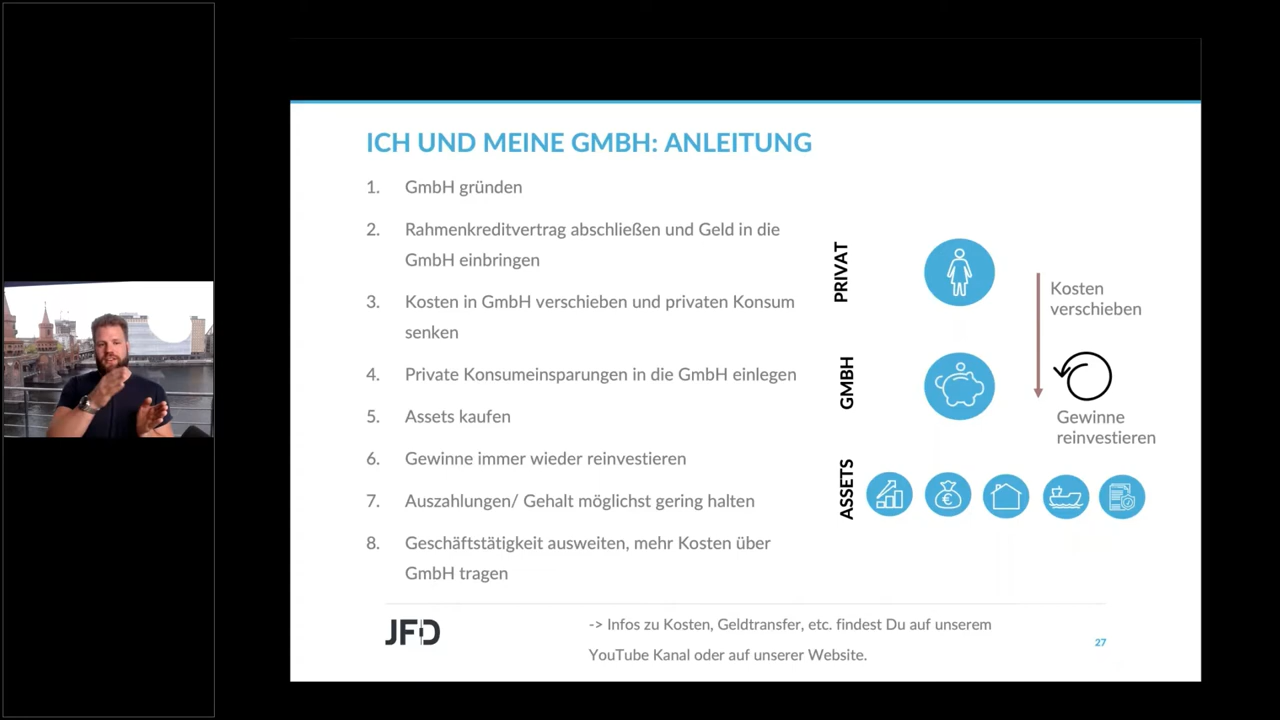 ICH UND MEINE GMBH: ANLEITUNG
1. GmbH gründen
2. Rahmenkreditvertrag abschließen und Geld in die
GmbH einbringen
3. Kosten in GmbH verschieben und privaten Konsum
senken
4. Private Konsumeinsparungen in die GmbH einlegen
5. Assets kaufen
6. Gewinne immer wieder reinvestieren
7. Auszahlungen/ Gehalt möglichst gering halten
8. Geschäftstätigkeit ausweiten, mehr Kosten über
GmbH tragen
PRIVAT
Kosten
verschieben
GMBH
Gewinne
reinvestieren
ASSETS
€
JFD
-> Infos zu Kosten, Geldtransfer, etc. findest Du auf unserem
YouTube Kanal oder auf unserer Website.
27